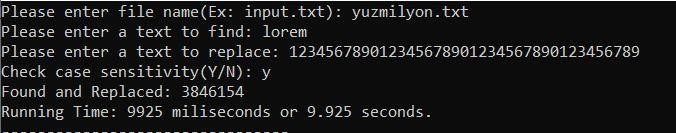 Please enter file name(Ex: input.txt): yuzmilyon.txt
Please enter a text to find: lorem
Please enter a text to replace: 123456789012345678901234567890123456789
Check case sensitivity(Y/N): y
Found and Replaced: 3846154
Running Time: 9925 miliseconds or 9.925 seconds.
--------------------------------